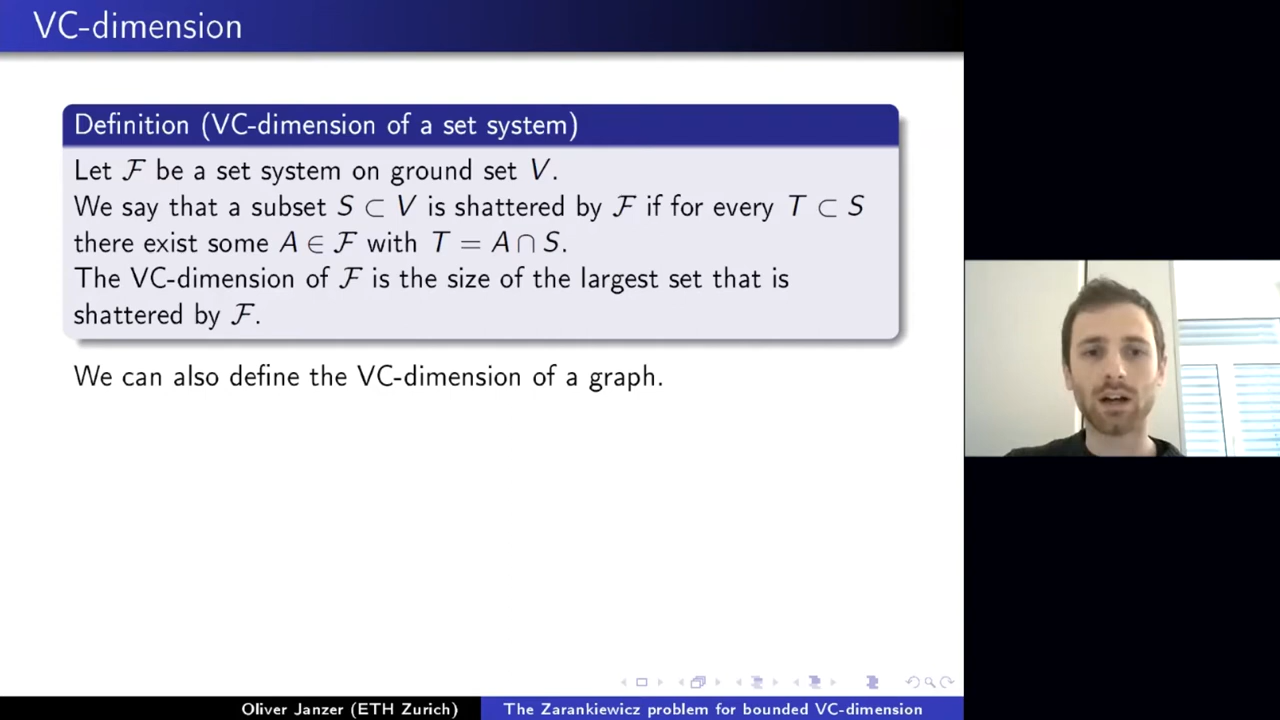 VC-dimension
Definition (VC-dimension of a set system)
Let ℱ be a set system on ground set V.
We say that a subset S ⊂ V is shattered by ℱ if for every T ⊂ S
there exist some A ∈ ℱ with T = A ∩ S.
The VC-dimension of ℱ is the size of the largest set that is
shattered by ℱ.
We can also define the VC-dimension of a graph.
Oliver Janzer (ETH Zurich)
The Zarankiewicz problem for bounded VC-dimension